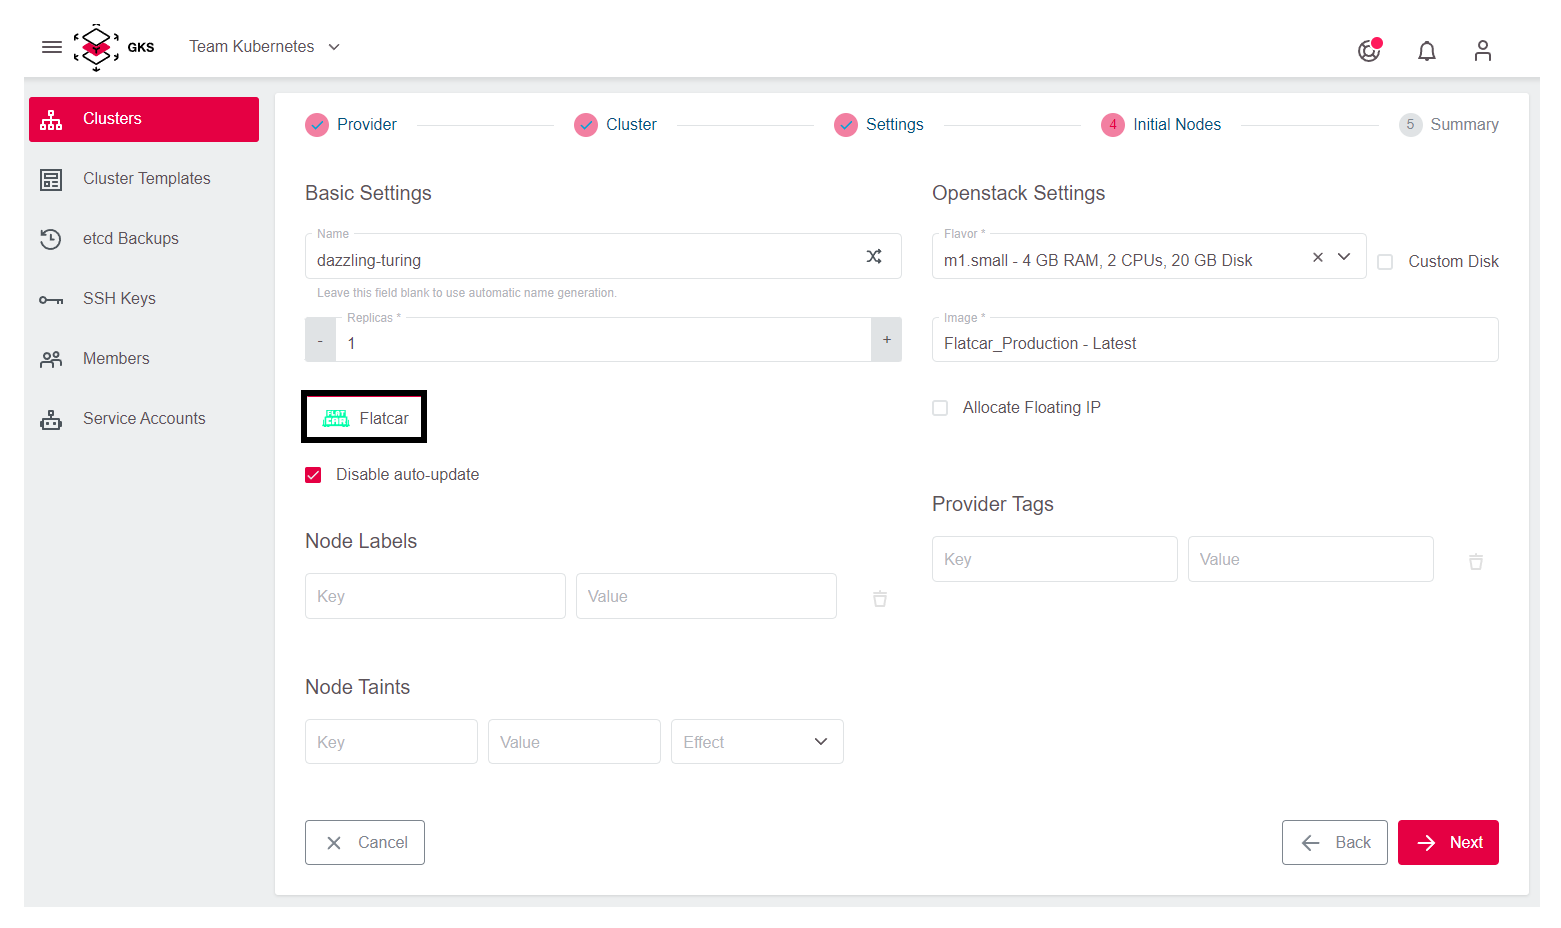 GKS
Team Kubernetes
Clusters
Cluster Templates
etcd Backups
SSH Keys
Members
Service Accounts
Provider
Cluster
Settings
4 Initial Nodes
5 Summary
Basic Settings
Name
dazzling-turing
Leave this field blank to use automatic name generation.
Replicas *
- 1 +
FLAT
CAR
Flatcar
Disable auto-update
Node Labels
Key Value
Node Taints
Key Value Effect
Openstack Settings
Flavor *
m1.small - 4 GB RAM, 2 CPUs, 20 GB Disk
Custom Disk
Image *
Flatcar_Production - Latest
Allocate Floating IP
Provider Tags
Key Value
Cancel
Back
Next